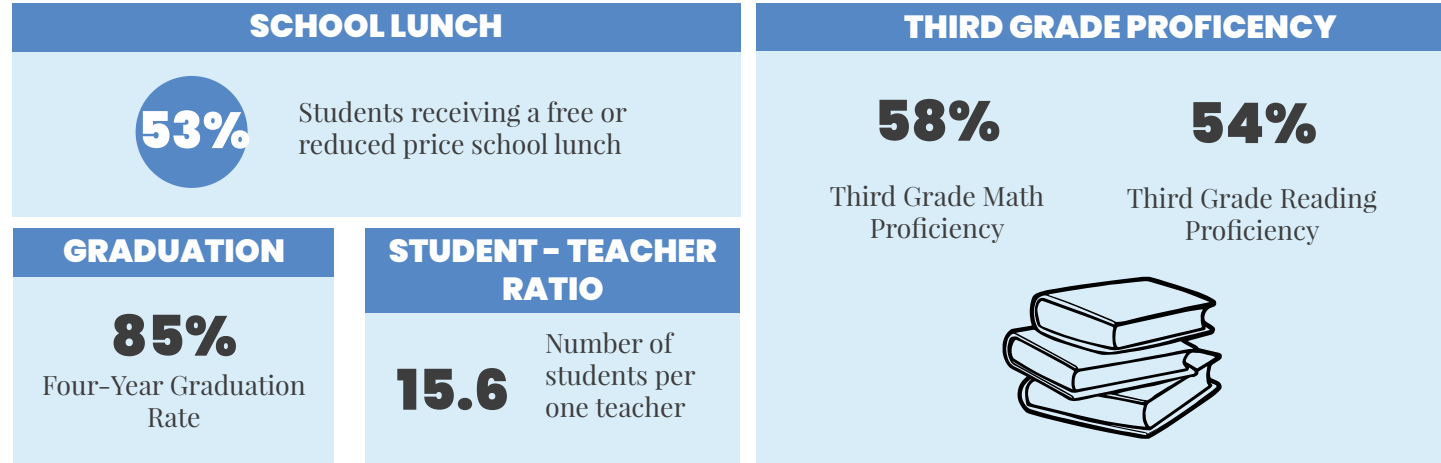 SCHOOL LUNCH
53%
Students receiving a free or
reduced price school lunch
THIRD GRADE PROFICENCY
58%
Third Grade Math
Proficiency
54%
Third Grade Reading
Proficiency
GRADUATION
85%
Four-Year Graduation
Rate
STUDENT - TEACHER
RATIO
15.6
Number of
students per
one teacher